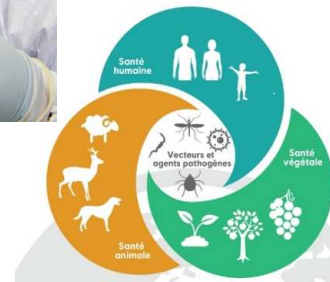 Santé
humaine
Vecteurs et
agents pathogènes
Santé
végétale
Santé
animale